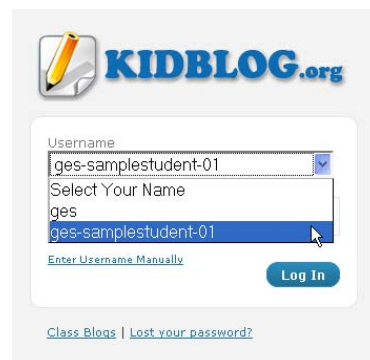 KIDBLOG.org
Username
ges-samplestudent-01
Select Your Name
ges
ges-samplestudent-01
Enter Username Manually
Log In
Class Blogs | Lost your password?